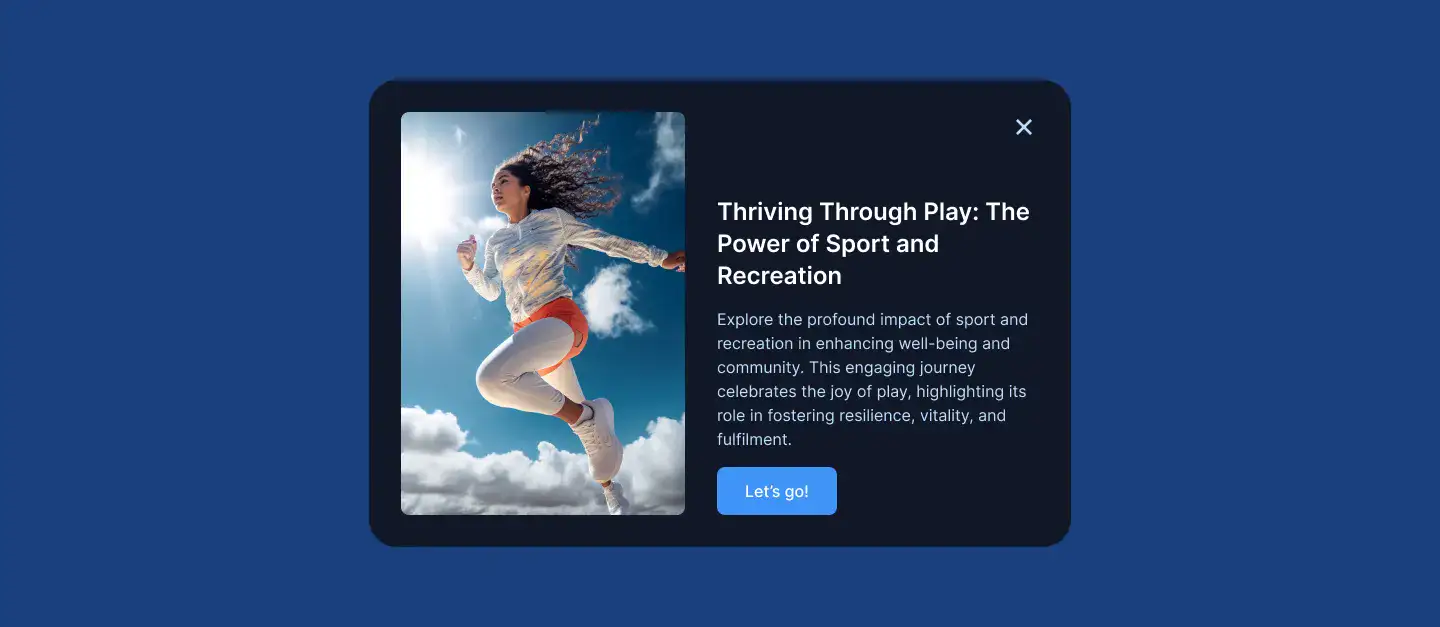 Thriving Through Play: The
Power of Sport and
Recreation
Explore the profound impact of sport and
recreation in enhancing well-being and
community. This engaging journey
celebrates the joy of play, highlighting its
role in fostering resilience, vitality, and
fulfilment.
Let’s go!